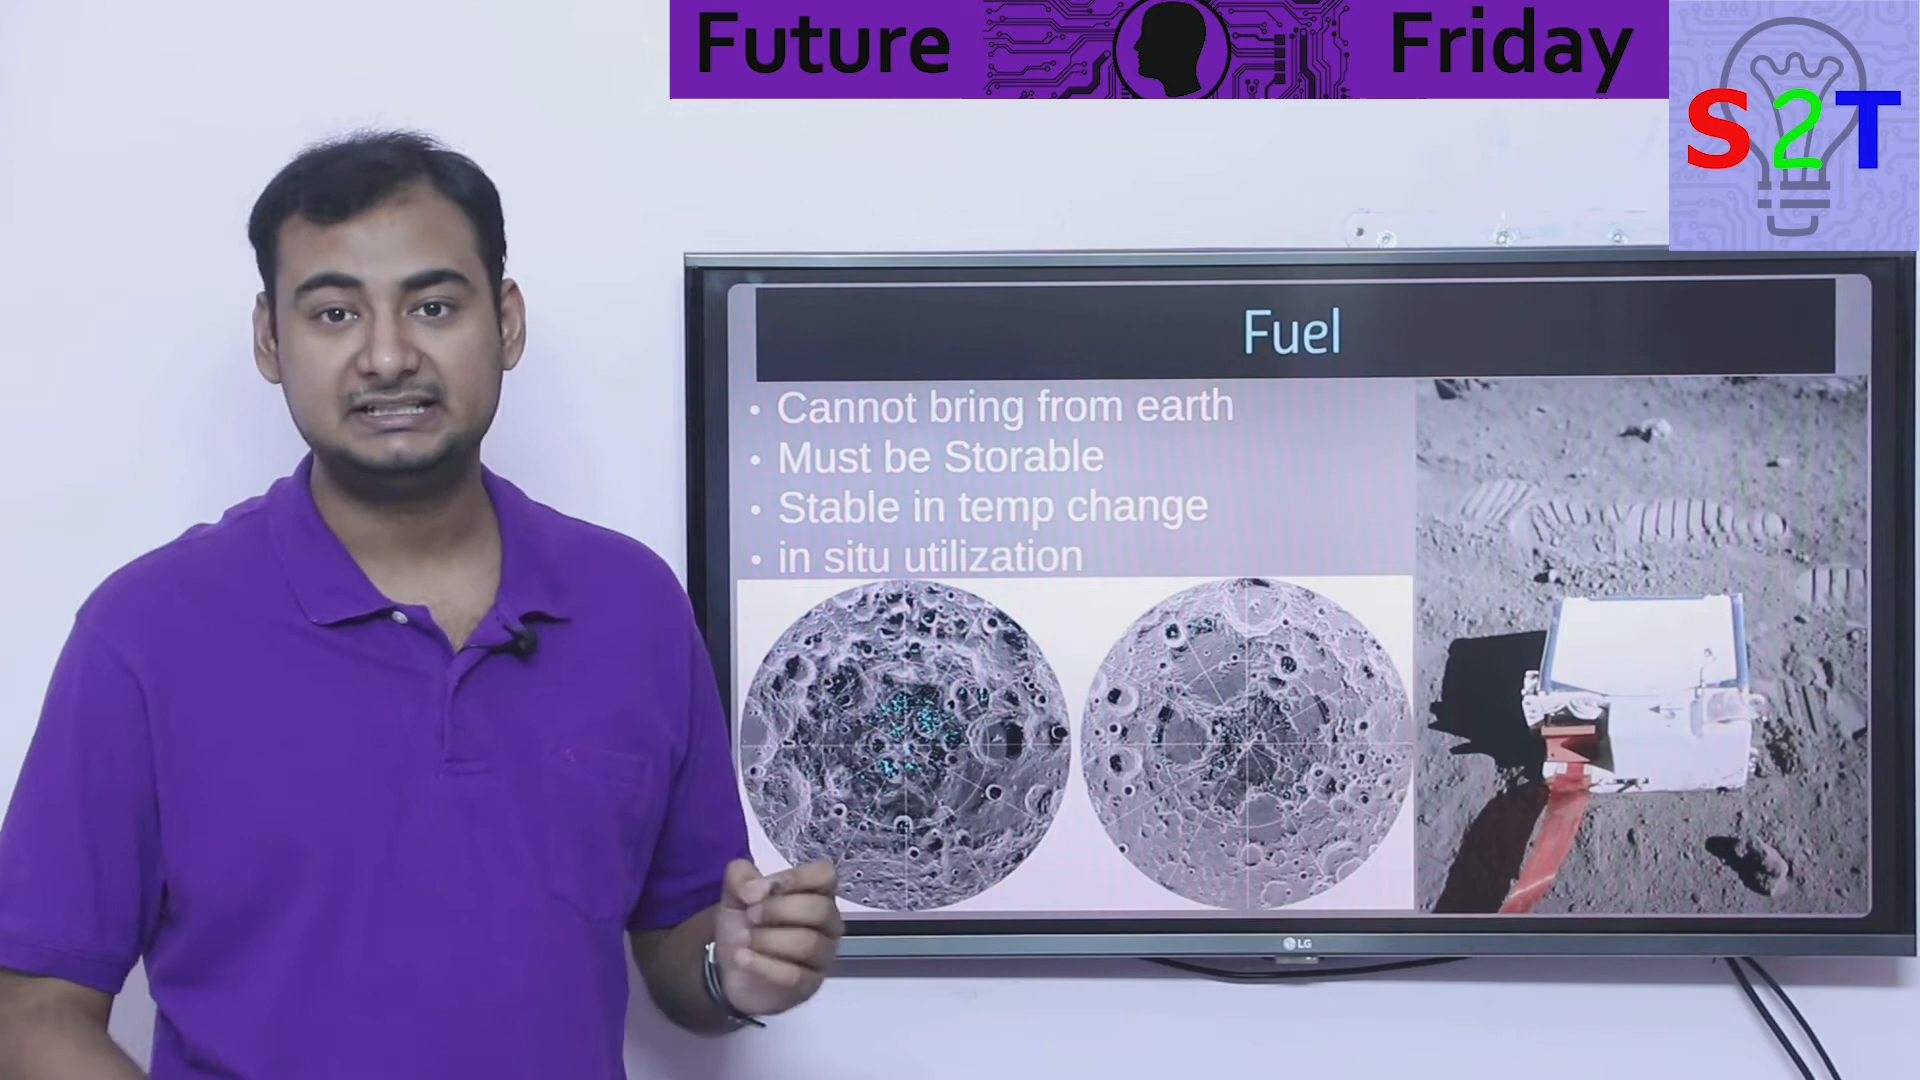 Future Friday
S2T
Fuel
• Cannot bring from earth
• Must be Storable
• Stable in temp change
• in situ utilization
LG